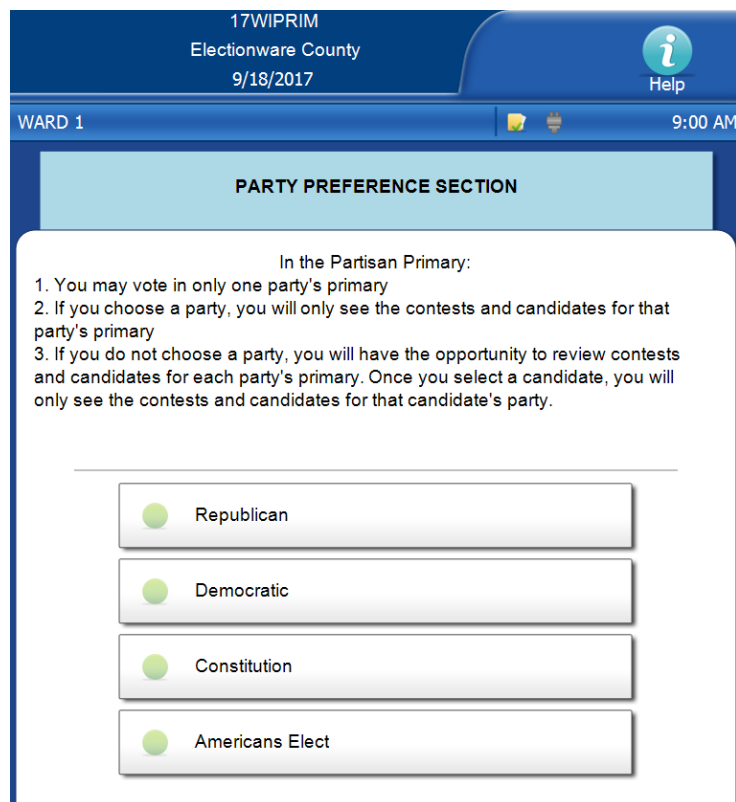 17WIPRIM
Electionware County
9/18/2017
Help
WARD 1
9:00 AM
PARTY PREFERENCE SECTION
In the Partisan Primary:
1. You may vote in only one party's primary
2. If you choose a party, you will only see the contests and candidates for that
party's primary
3. If you do not choose a party, you will have the opportunity to review contests
and candidates for each party's primary. Once you select a candidate, you will
only see the contests and candidates for that candidate's party.
Republican
Democratic
Constitution
Americans Elect